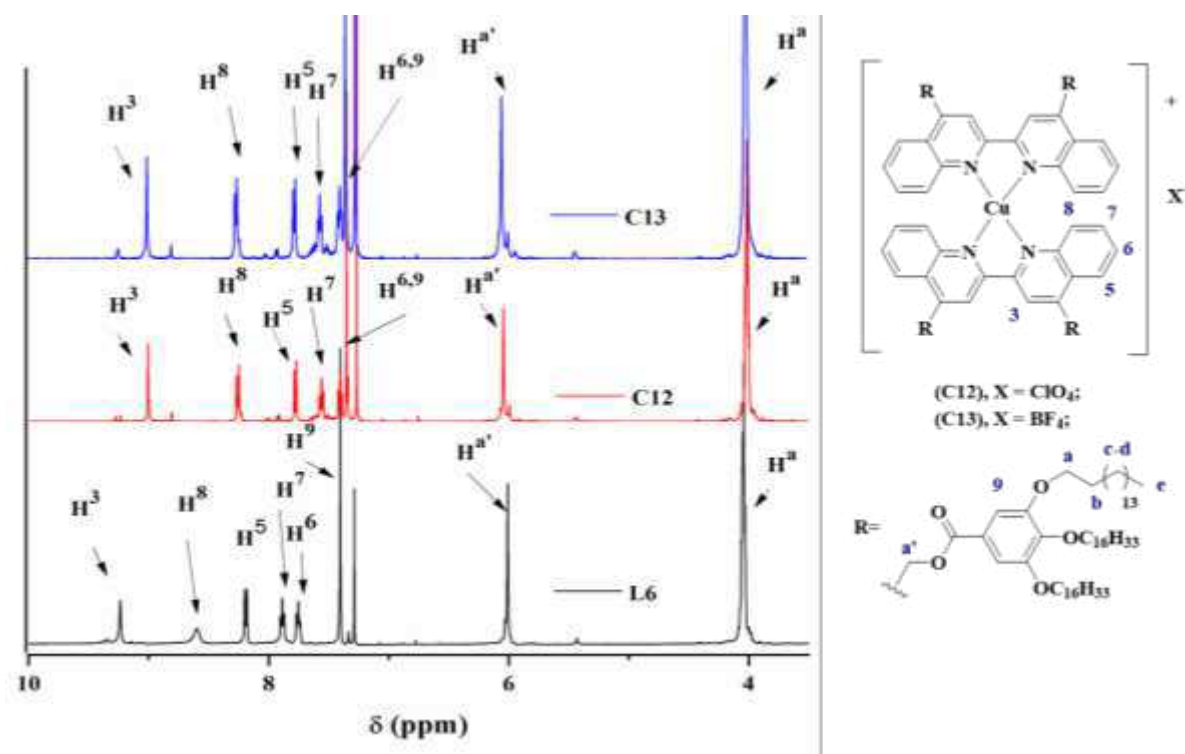 H³ H⁸ H⁵ H⁷ H⁶,⁹ Hᵃ' Hᵃ
C13
H³ H⁸ H⁵ H⁷ H⁶,⁹ Hᵃ' Hᵃ
C12
H³ H⁸ H⁵ H⁷ H⁹ H⁶ Hᵃ' Hᵃ
L6
10 8 6 4
δ (ppm)
R R
+
N N
Cu
X⁻
8 7
N N
6
5
3
R R
(C12), X = ClO₄;
(C13), X = BF₄;
a c-d
9 O b 13 e
R= O
a' O OC₁₆H₃₃
OC₁₆H₃₃